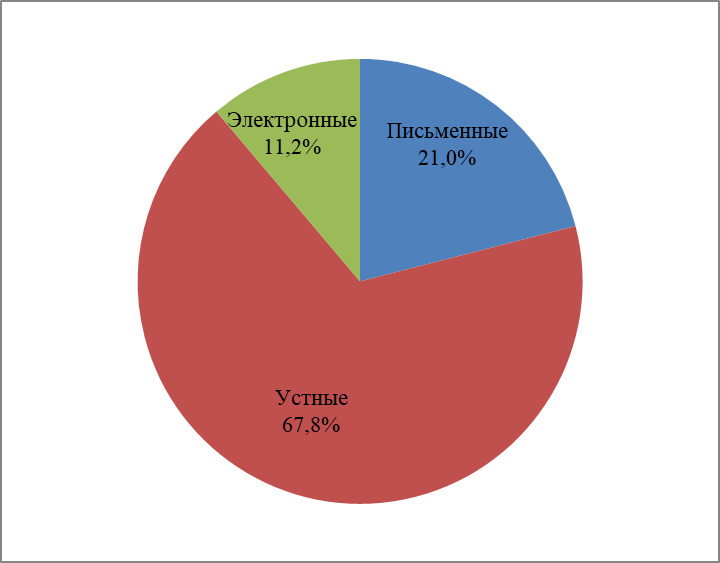 Электронные
11,2%
Письменные
21,0%
Устные
67,8%